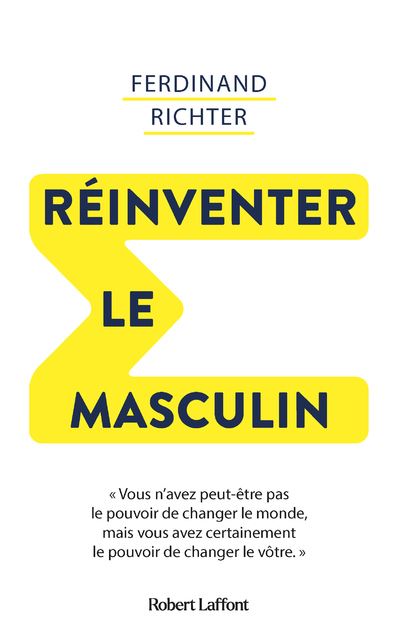 FERDINAND
RICHTER
RÉINVENTER
LE
MASCULIN
« Vous n’avez peut-être pas
le pouvoir de changer le monde,
mais vous avez certainement
le pouvoir de changer le vôtre. »
Robert Laffont